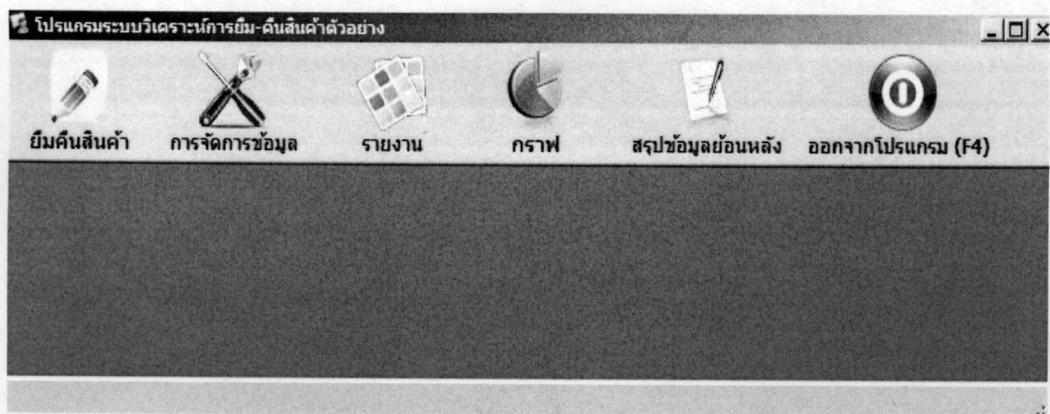 โปรแกรมระบบวิเคราะห์การยืม-คืนสินค้าตัวอย่าง
ยืมคืนสินค้า การจัดการข้อมูล รายงาน กราฟ สรุปข้อมูลย้อนหลัง ออกจากโปรแกรม (F4)